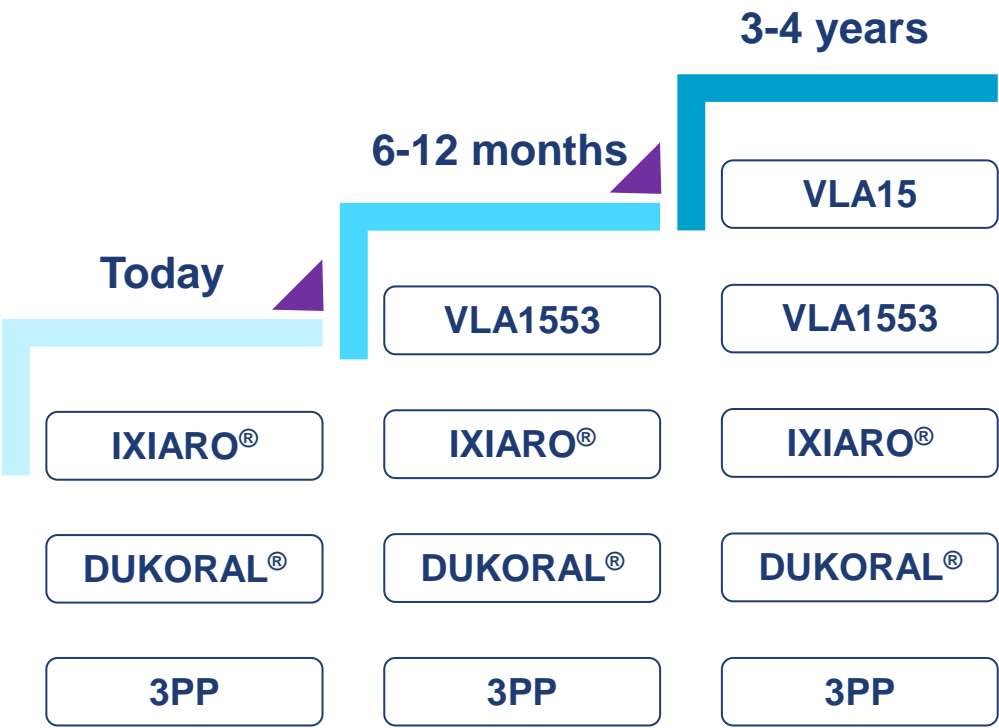 Today
IXIARO®
DUKORAL®
3PP
6-12 months
VLA1553
IXIARO®
DUKORAL®
3PP
3-4 years
VLA15
VLA1553
IXIARO®
DUKORAL®
3PP